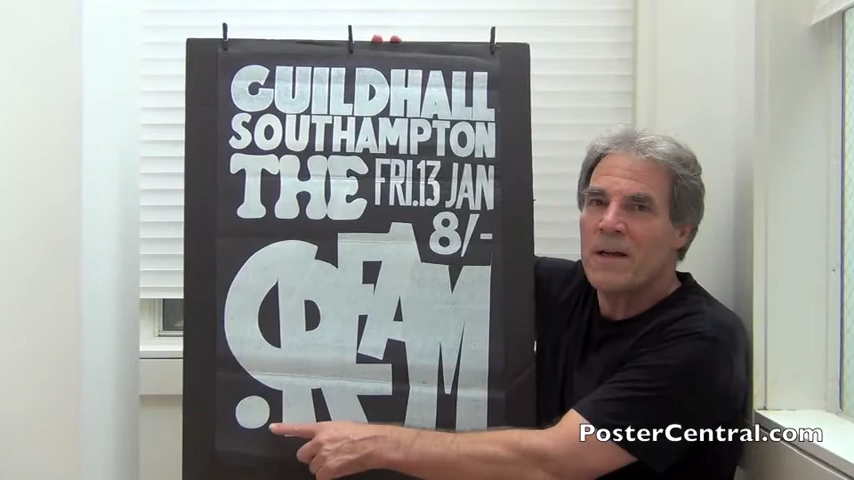 GUILDHALL
SOUTHAMPTON
THE FRI.13 JAN
8/-
CREAM
PosterCentral.com